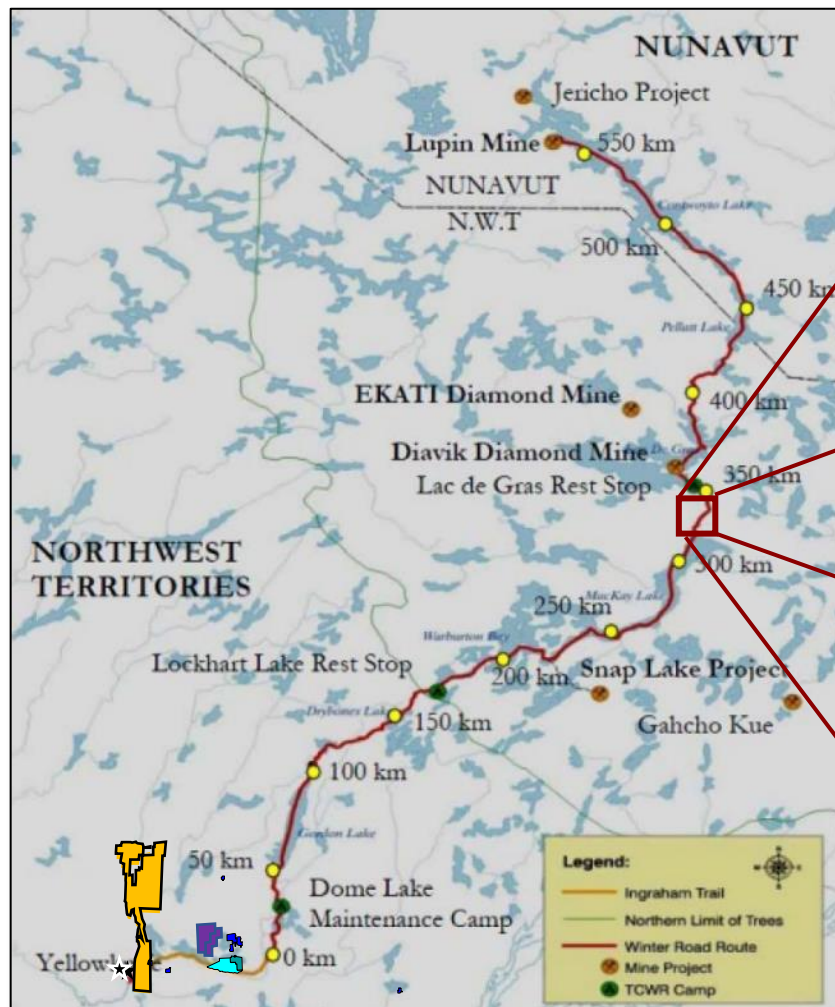 NUNAVUT
Jericho Project
Lupin Mine
550 km
NUNAVUT
N.W.T
Contwoyto Lake
500 km
450 km
Pellatt Lake
EKATI Diamond Mine
400 km
Diavik Diamond Mine
Lac de Gras Rest Stop
350 km
NORTHWEST
TERRITORIES
300 km
MacKay Lake
250 km
Warburton Bay
Lockhart Lake Rest Stop
200 km
Snap Lake Project
Drybones Lake
150 km
Gahcho Kue
100 km
Gordon Lake
50 km
Dome Lake
Maintenance Camp
0 km
Legend:
Ingraham Trail
Northern Limit of Trees
Winter Road Route
Mine Project
TCWR Camp